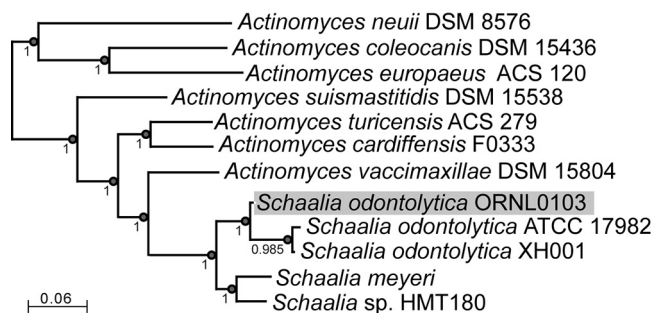 Actinomyces neuii DSM 8576
1
Actinomyces coleocanis DSM 15436
1
Actinomyces europaeus ACS 120
Actinomyces suismastitidis DSM 15538
1
Actinomyces turicensis ACS 279
1
Actinomyces cardiffensis F0333
1
Actinomyces vaccimaxillae DSM 15804
1
Schaalia odontolytica ORNL0103
1
Schaalia odontolytica ATCC 17982
0.985
Schaalia odontolytica XH001
1
Schaalia meyeri
1
Schaalia sp. HMT180
0.06